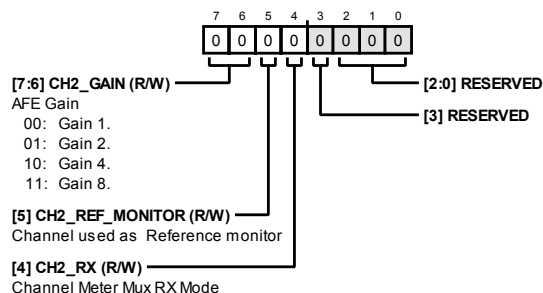 7 6 5 4 3 2 1 0
0 0 0 0 0 0 0 0
[7:6] CH2_GAIN (R/W)
AFE Gain
00: Gain 1.
01: Gain 2.
10: Gain 4.
11: Gain 8.
[5] CH2_REF_MONITOR (R/W)
Channel used as Reference monitor
[4] CH2_RX (R/W)
Channel Meter Mux RX Mode
[2:0] RESERVED
[3] RESERVED